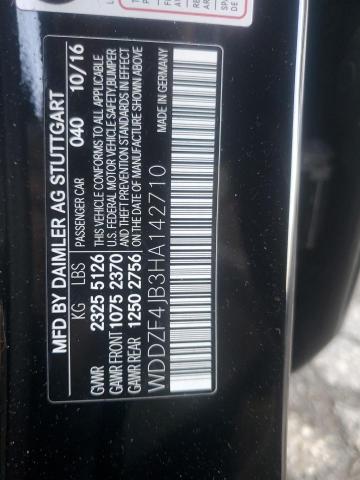 MFD BY DAIMLER AG STUTTGART
PASSENGER CAR 040 10/16
KG LBS
GVWR 2325 5126
GAWR FRONT 1075 2370
GAWR REAR 1250 2756
THIS VEHICLE CONFORMS TO ALL APPLICABLE
U.S. FEDERAL MOTOR VEHICLE SAFETY, BUMPER
AND THEFT PREVENTION STANDARDS IN EFFECT
ON THE DATE OF MANUFACTURE SHOWN ABOVE
MADE IN GERMANY
WDDZF4JB3HA142710